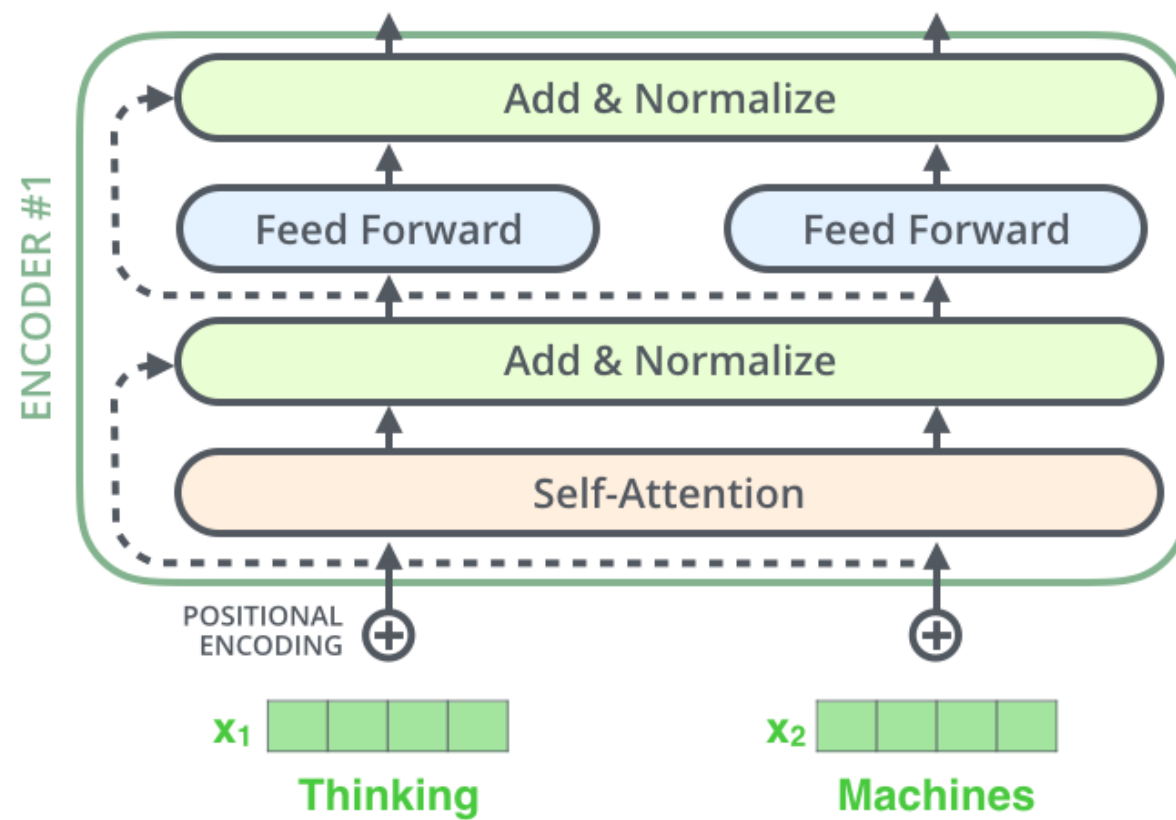 ENCODER #1
Add & Normalize
Feed Forward
Feed Forward
Add & Normalize
Self-Attention
POSITIONAL
ENCODING
x₁
x₂
Thinking
Machines